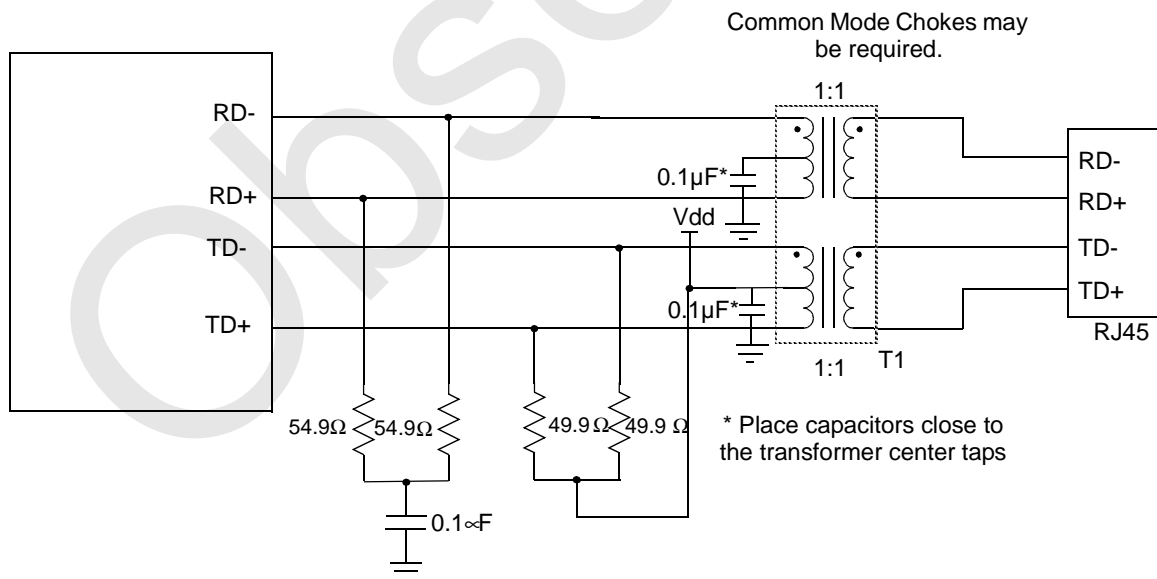 Common Mode Chokes may
be required.
1:1
RD-
RD+
TD-
TD+
0.1µF*
Vdd
0.1µF*
RD-
RD+
TD-
TD+
RJ45
T1
1:1
54.9Ω
54.9Ω
49.9 Ω
49.9 Ω
* Place capacitors close to
the transformer center taps
0.1∝F
Obs